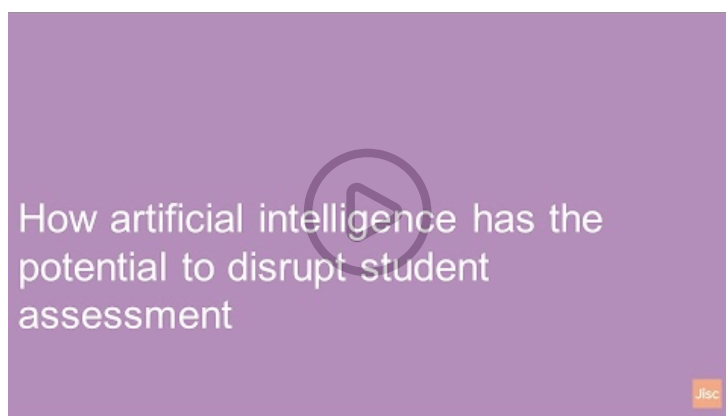 How artificial intelligence has the
potential to disrupt student
assessment
Jisc